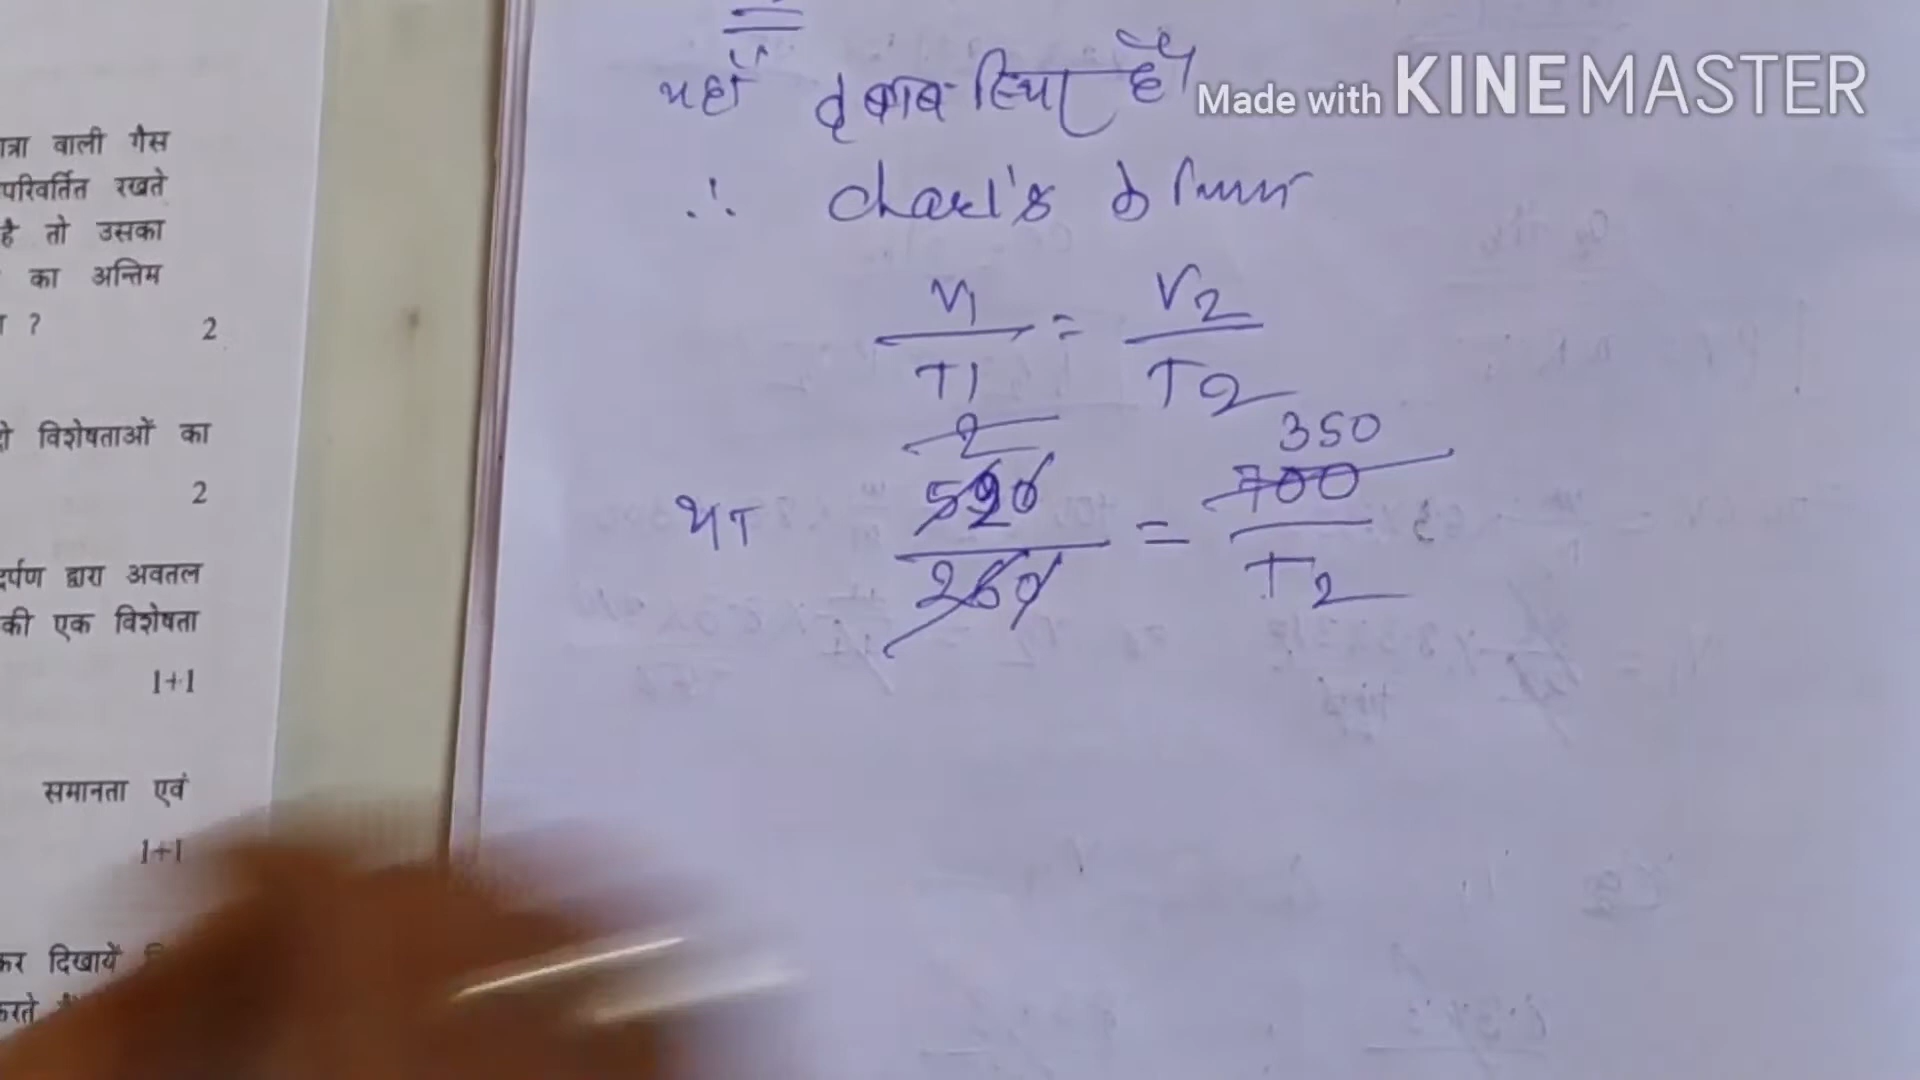 Made with KINEMASTER
यहाँ दबाब स्थिर है
∴ charl's के नियम
V1/T1 = V2/T2
2 350
या 520/260 = 700/T2
त्रा वाली गैस
परिवर्तित रखते
है तो उसका
का अन्तिम
?
2
विशेषताओं का
2
दर्पण द्वारा अवतल
की एक विशेषता
1+1
समानता एवं
1+1
कर दिखायें
करते